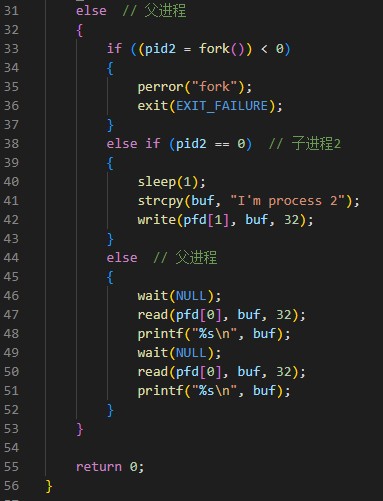 31 else // 父进程
32 {
33 if ((pid2 = fork()) < 0)
34 {
35 perror("fork");
36 exit(EXIT_FAILURE);
37 }
38 else if (pid2 == 0) // 子进程2
39 {
40 sleep(1);
41 strcpy(buf, "I'm process 2");
42 write(pfd[1], buf, 32);
43 }
44 else // 父进程
45 {
46 wait(NULL);
47 read(pfd[0], buf, 32);
48 printf("%s\n", buf);
49 wait(NULL);
50 read(pfd[0], buf, 32);
51 printf("%s\n", buf);
52 }
53 }
54
55 return 0;
56 }